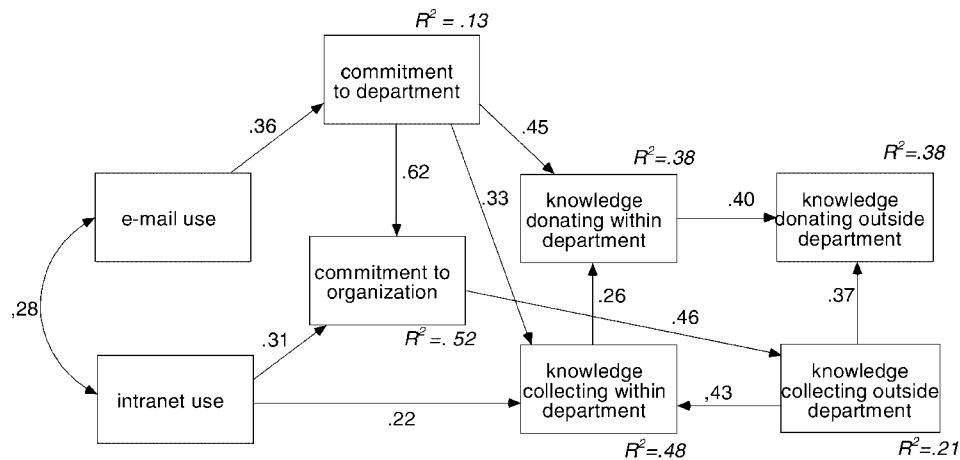 R² = .13
commitment
to department
.36
.45
R²=.38
R²=.38
.62
e-mail use
.33
knowledge
donating within
department
.40
knowledge
donating outside
department
commitment to
organization
,28
.26
.37
.31
.46
R²=. 52
intranet use
knowledge
collecting within
department
,43
knowledge
collecting outside
department
.22
R²=.48
R²=.21